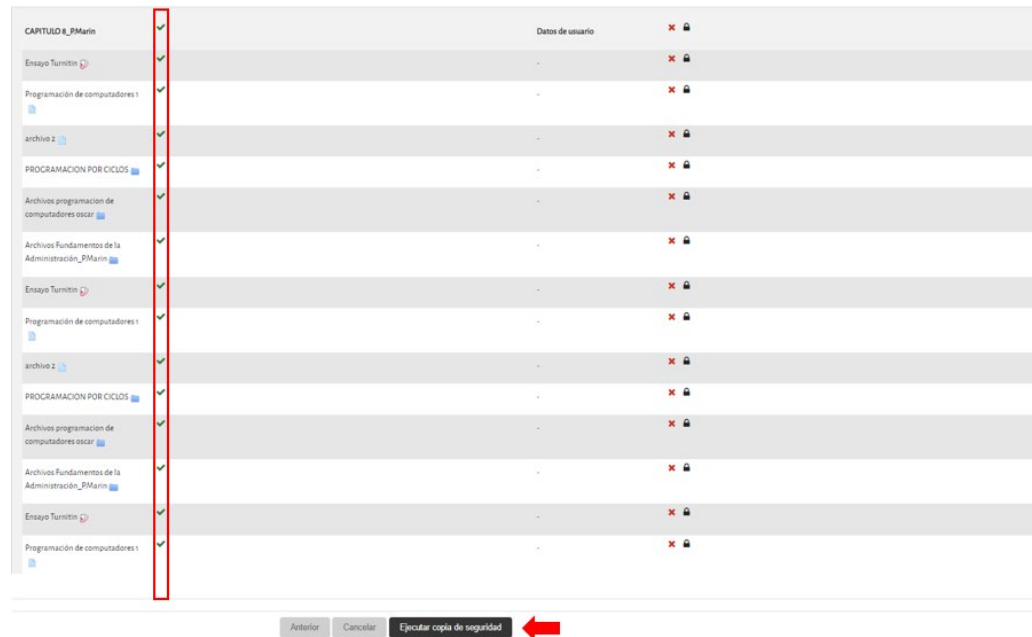 CAPITULO 8_P.Marin Datos de usuario
Ensayo Turnitin -
Programación de computadores 1 -
archivo 2 -
PROGRAMACION POR CICLOS -
Archivos programacion de -
computadores oscar
Archivos Fundamentos de la -
Administración_P.Marin
Ensayo Turnitin -
Programación de computadores 1 -
archivo 2 -
PROGRAMACION POR CICLOS -
Archivos programacion de -
computadores oscar
Archivos Fundamentos de la -
Administración_P.Marin
Ensayo Turnitin -
Programación de computadores 1 -
Anterior Cancelar Ejecutar copia de seguridad